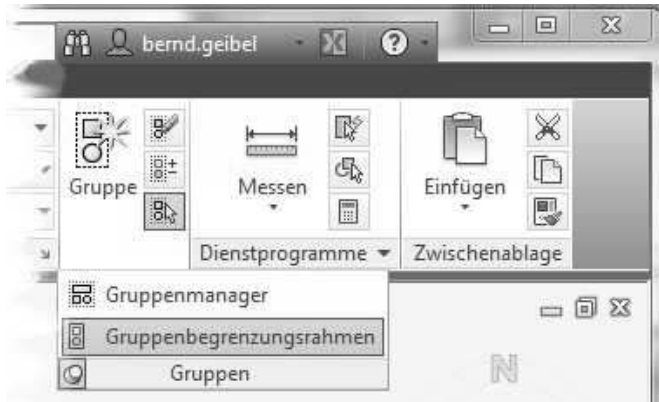 bernd.geibel
Gruppe
Messen
Einfügen
Dienstprogramme
Zwischenablage
Gruppenmanager
Gruppenbegrenzungsrahmen
Gruppen
N